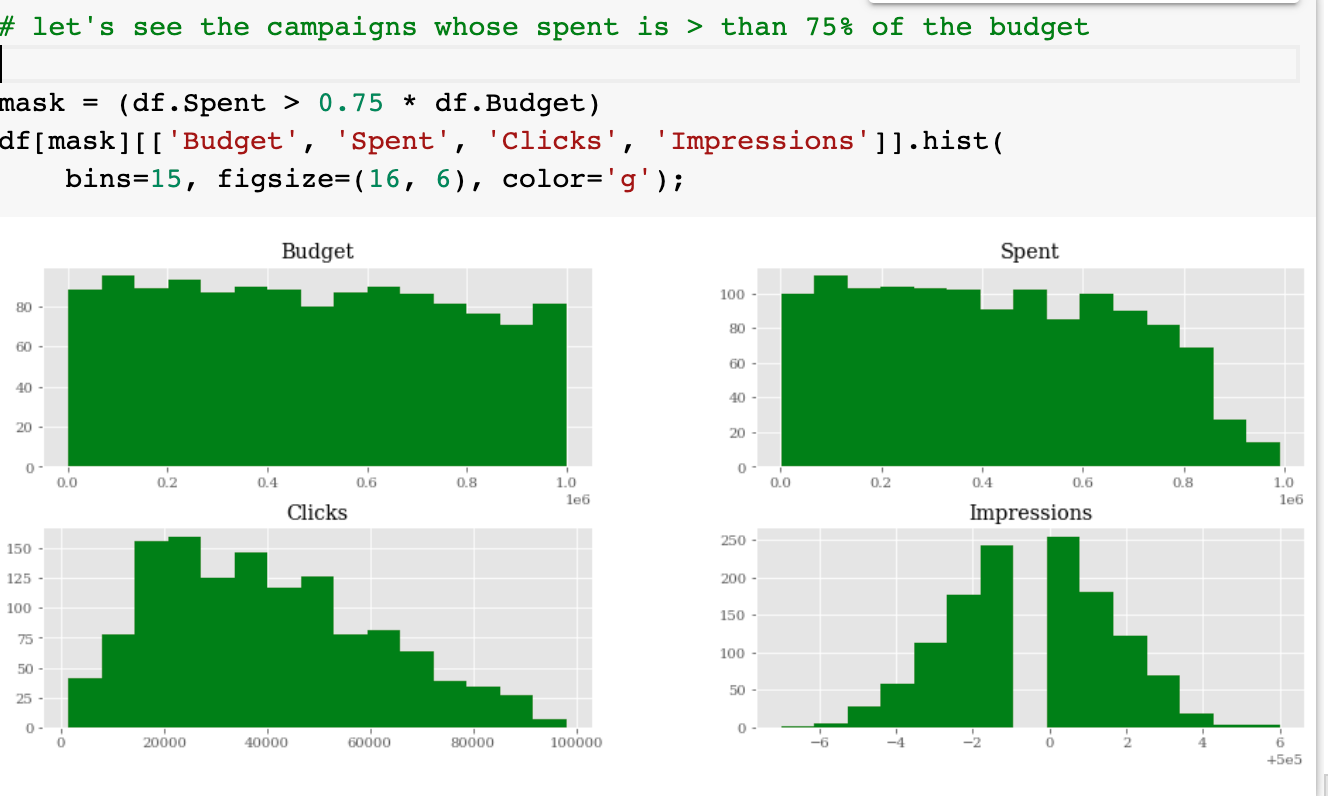 # let's see the campaigns whose spent is > than 75% of the budget
mask = (df.Spent > 0.75 * df.Budget)
df[mask][['Budget', 'Spent', 'Clicks', 'Impressions']].hist(
    bins=15, figsize=(16, 6), color='g');
Budget
80
60
40
20
0
0.0 0.2 0.4 0.6 0.8 1.0
1e6
Spent
100
80
60
40
20
0
0.0 0.2 0.4 0.6 0.8 1.0
1e6
Clicks
150
125
100
75
50
25
0
0 20000 40000 60000 80000 100000
Impressions
250
200
150
100
50
0
−6 −4 −2 0 2 4 6
+5e5